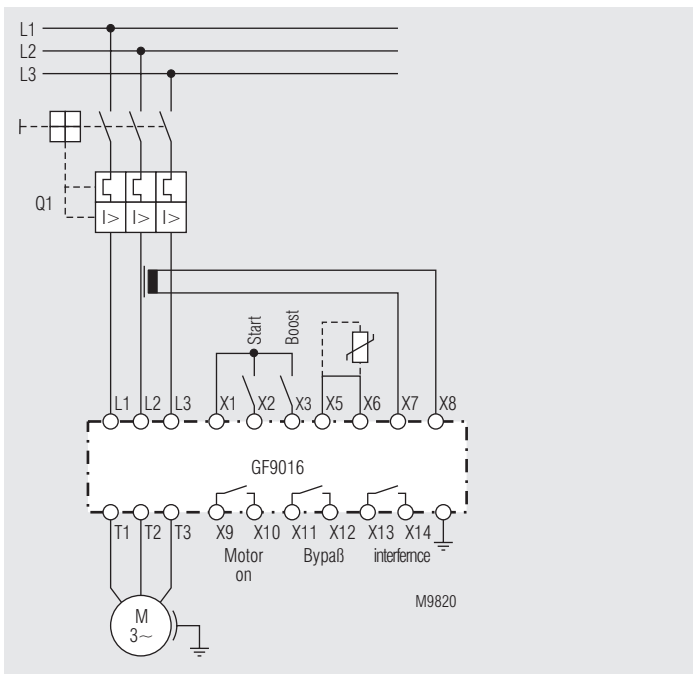 L1
L2
L3
Q1
I> I> I>
Start
Boost
L1 L2 L3 X1 X2 X3 X5 X6 X7 X8
GF9016
T1 T2 T3 X9 X10 X11 X12 X13 X14
Motor on
Bypaß
interfernce
M
3~
M9820